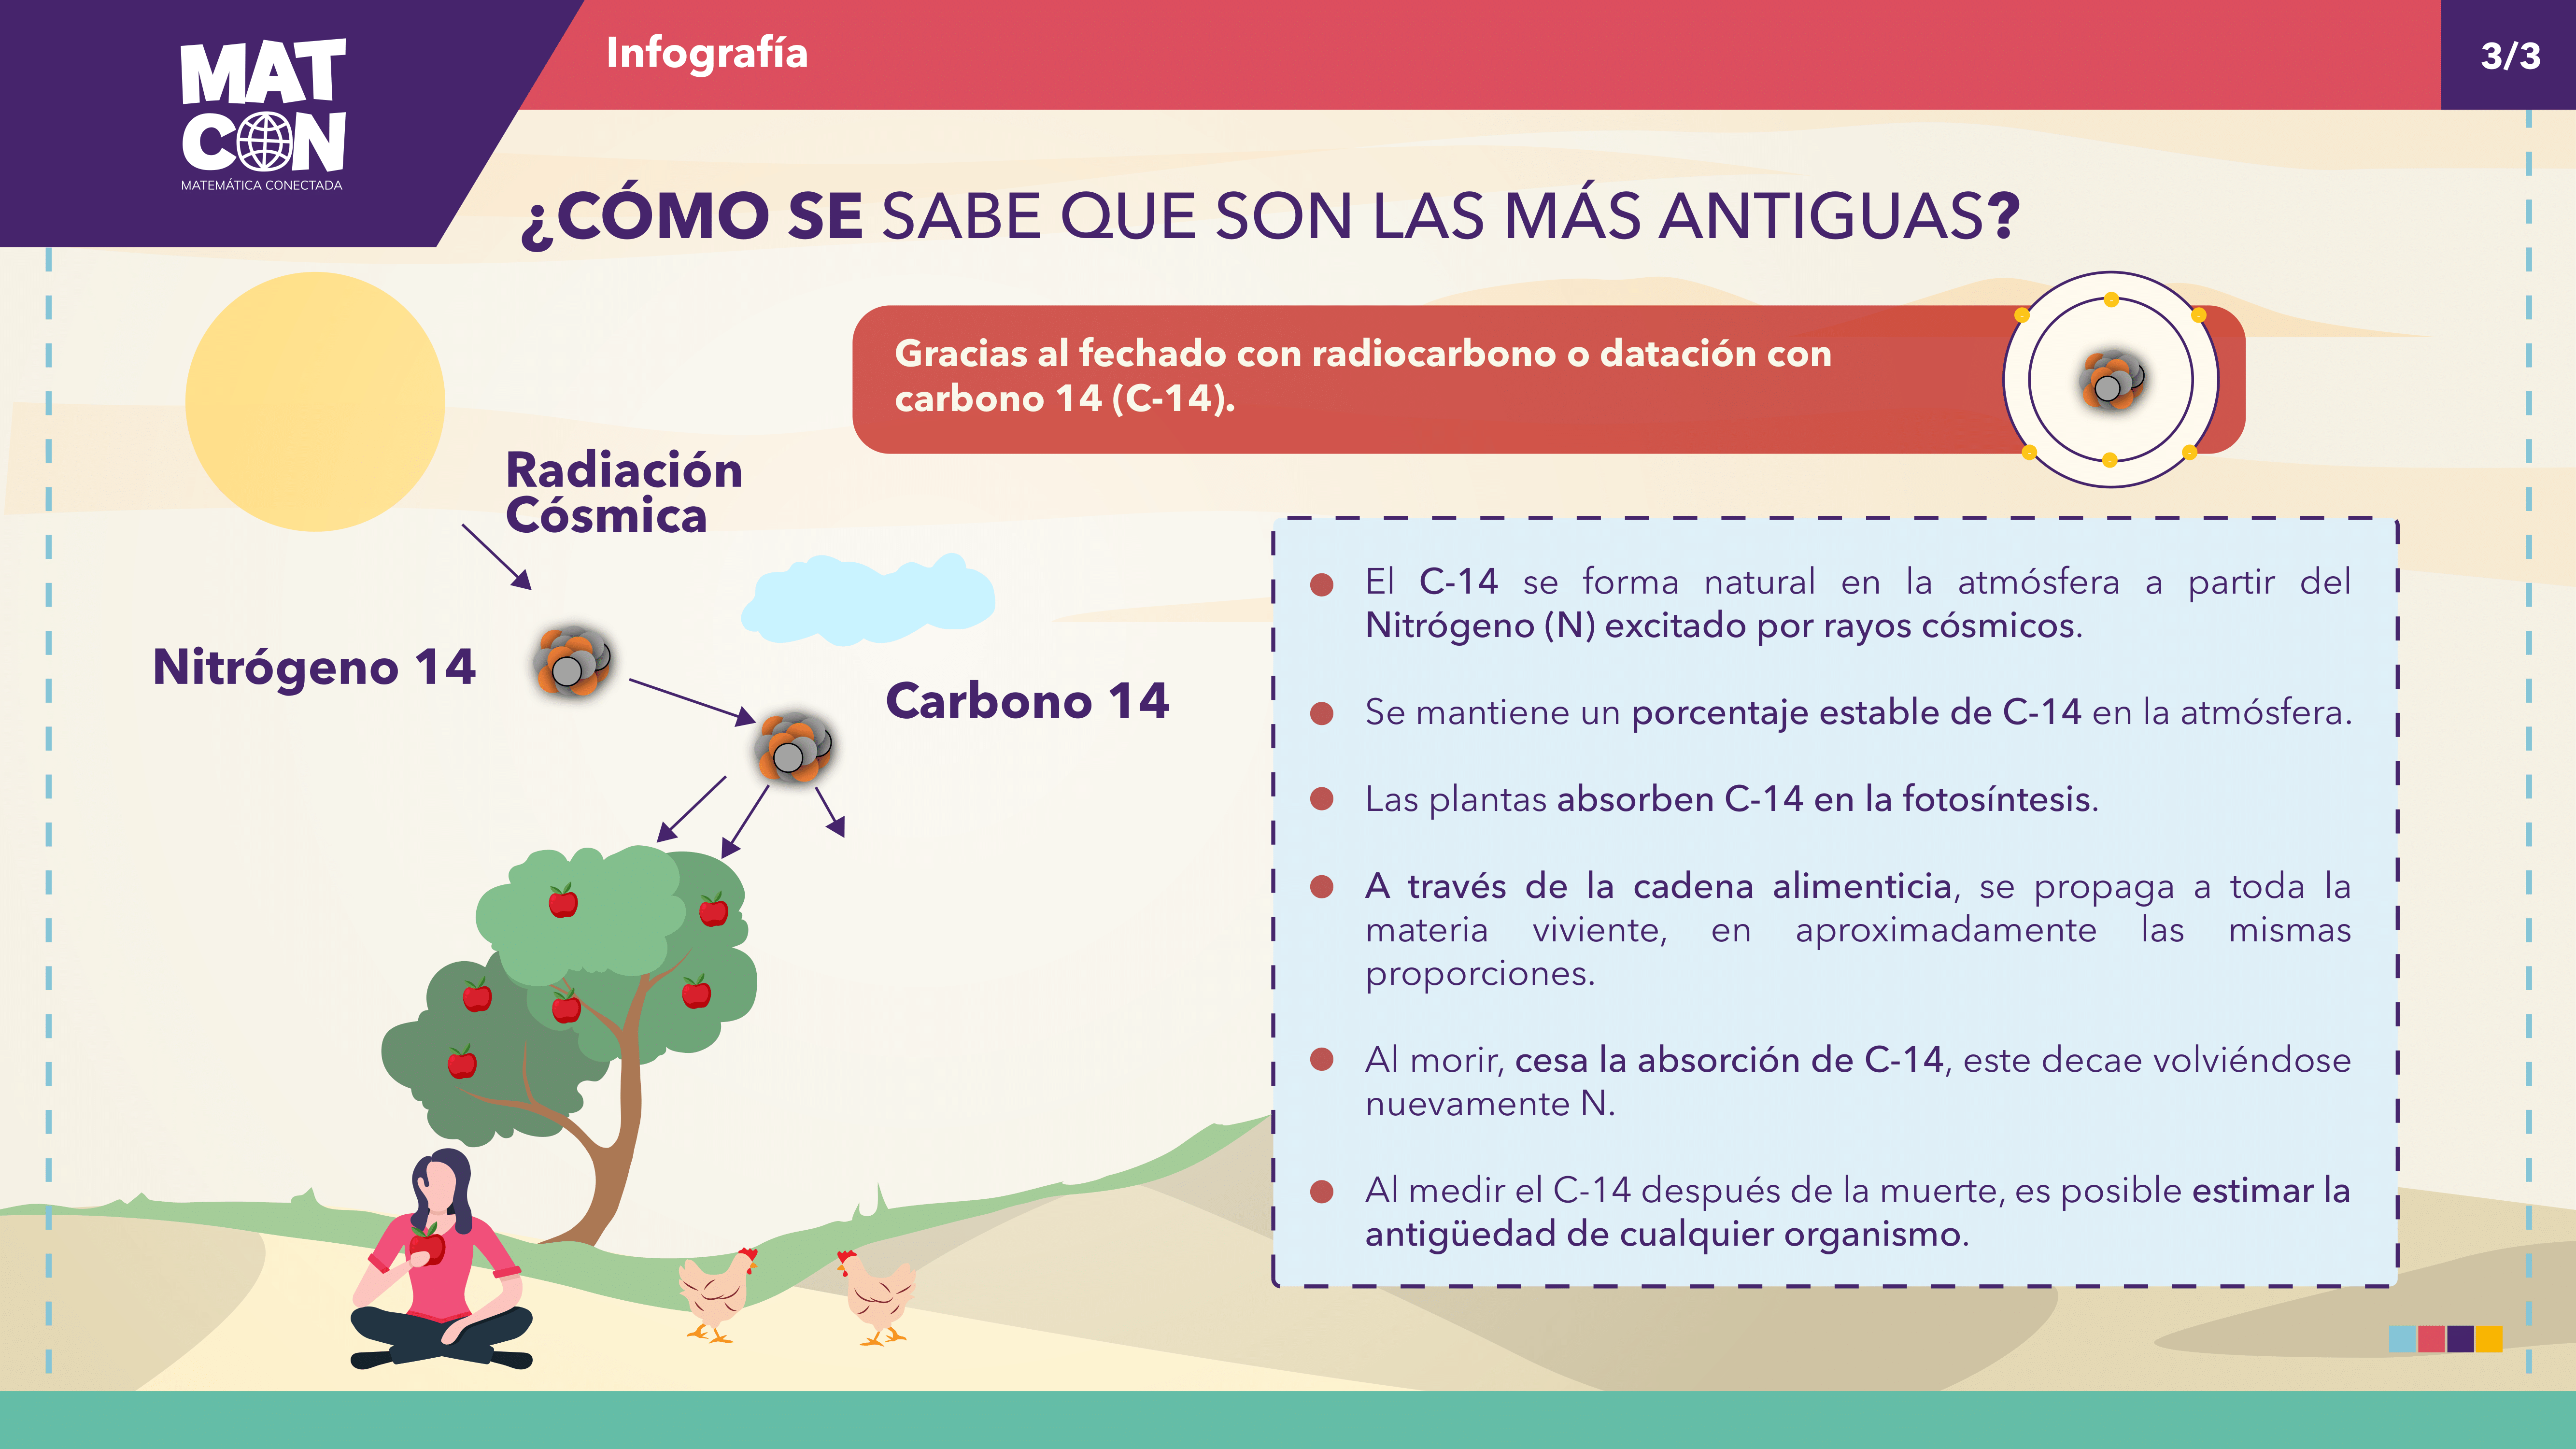 MAT
CON
MATEMÁTICA CONECTADA
Infografía
3/3
¿CÓMO SE SABE QUE SON LAS MÁS ANTIGUAS?
Gracias al fechado con radiocarbono o datación con
carbono 14 (C-14).
Radiación
Cósmica
Nitrógeno 14
Carbono 14
El C-14 se forma natural en la atmósfera a partir del
Nitrógeno (N) excitado por rayos cósmicos.
Se mantiene un porcentaje estable de C-14 en la atmósfera.
Las plantas absorben C-14 en la fotosíntesis.
A través de la cadena alimenticia, se propaga a toda la
materia viviente, en aproximadamente las mismas
proporciones.
Al morir, cesa la absorción de C-14, este decae volviéndose
nuevamente N.
Al medir el C-14 después de la muerte, es posible estimar la
antigüedad de cualquier organismo.